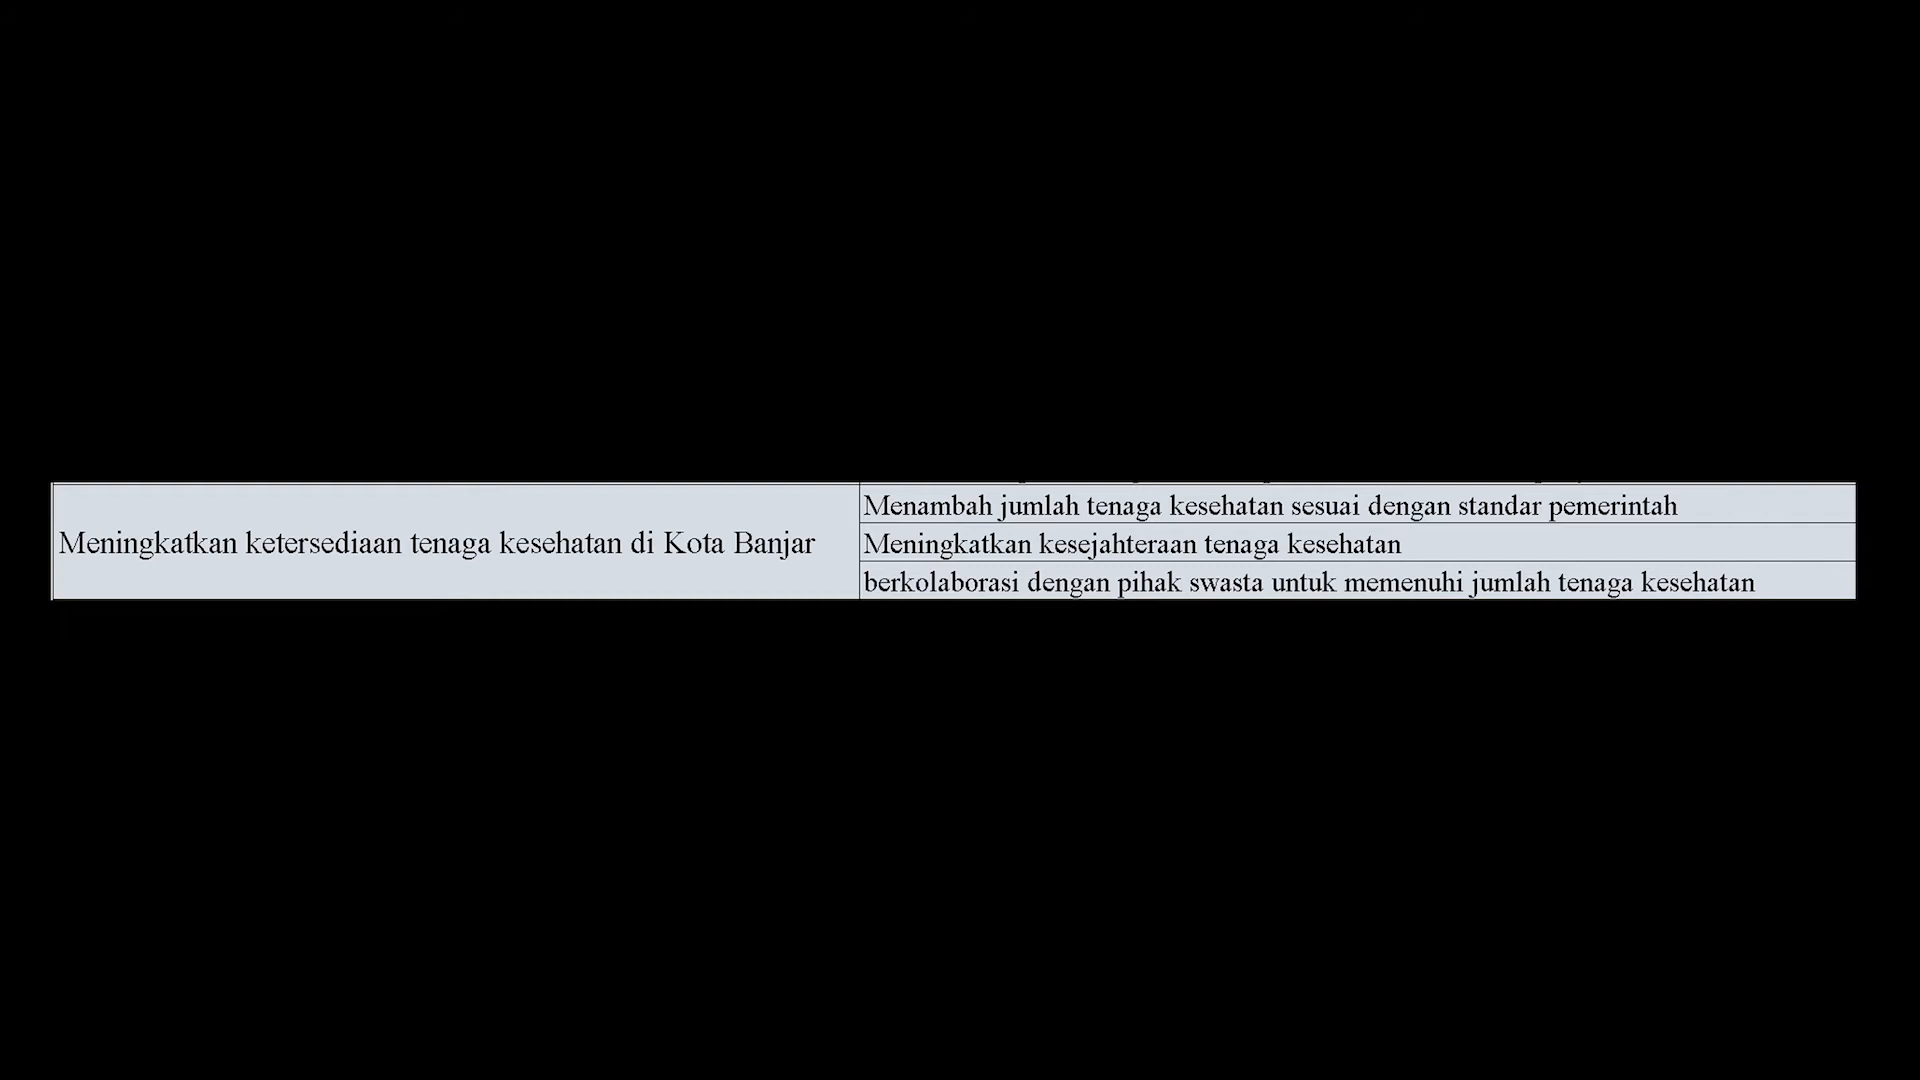 Menambah jumlah tenaga kesehatan sesuai dengan standar pemerintah
Meningkatkan ketersediaan tenaga kesehatan di Kota Banjar
Meningkatkan kesejahteraan tenaga kesehatan
berkolaborasi dengan pihak swasta untuk memenuhi jumlah tenaga kesehatan